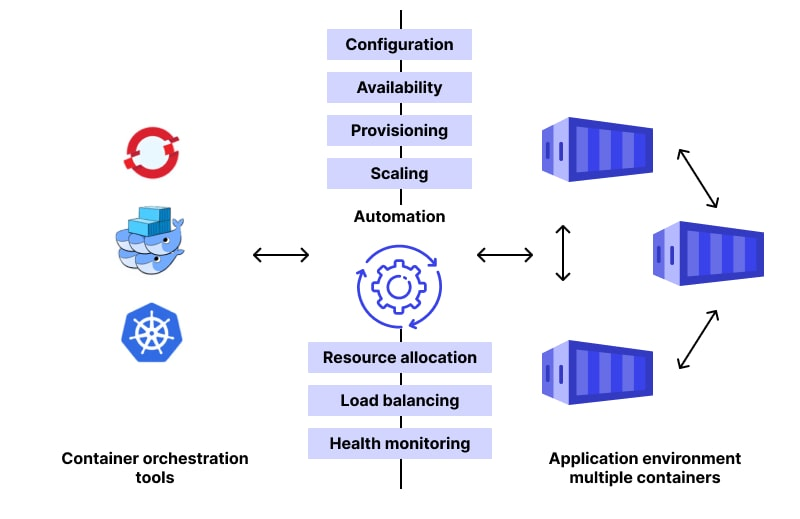 Configuration
Availability
Provisioning
Scaling
Automation
Resource allocation
Load balancing
Health monitoring
Container orchestration
tools
Application environment
multiple containers